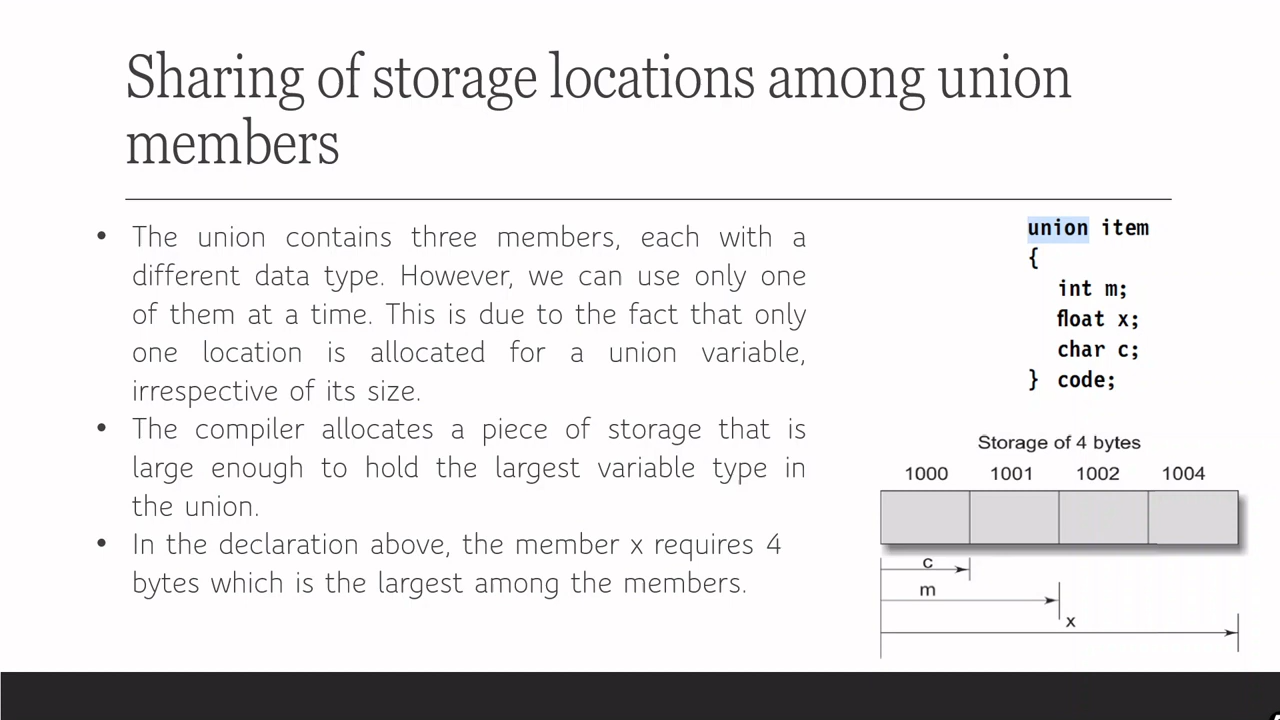 Sharing of storage locations among union
members
• The union contains three members, each with a
different data type. However, we can use only one
of them at a time. This is due to the fact that only
one location is allocated for a union variable,
irrespective of its size.
• The compiler allocates a piece of storage that is
large enough to hold the largest variable type in
the union.
• In the declaration above, the member x requires 4
bytes which is the largest among the members.
union item
{
int m;
float x;
char c;
} code;
Storage of 4 bytes
1000 1001 1002 1004
c
m
x